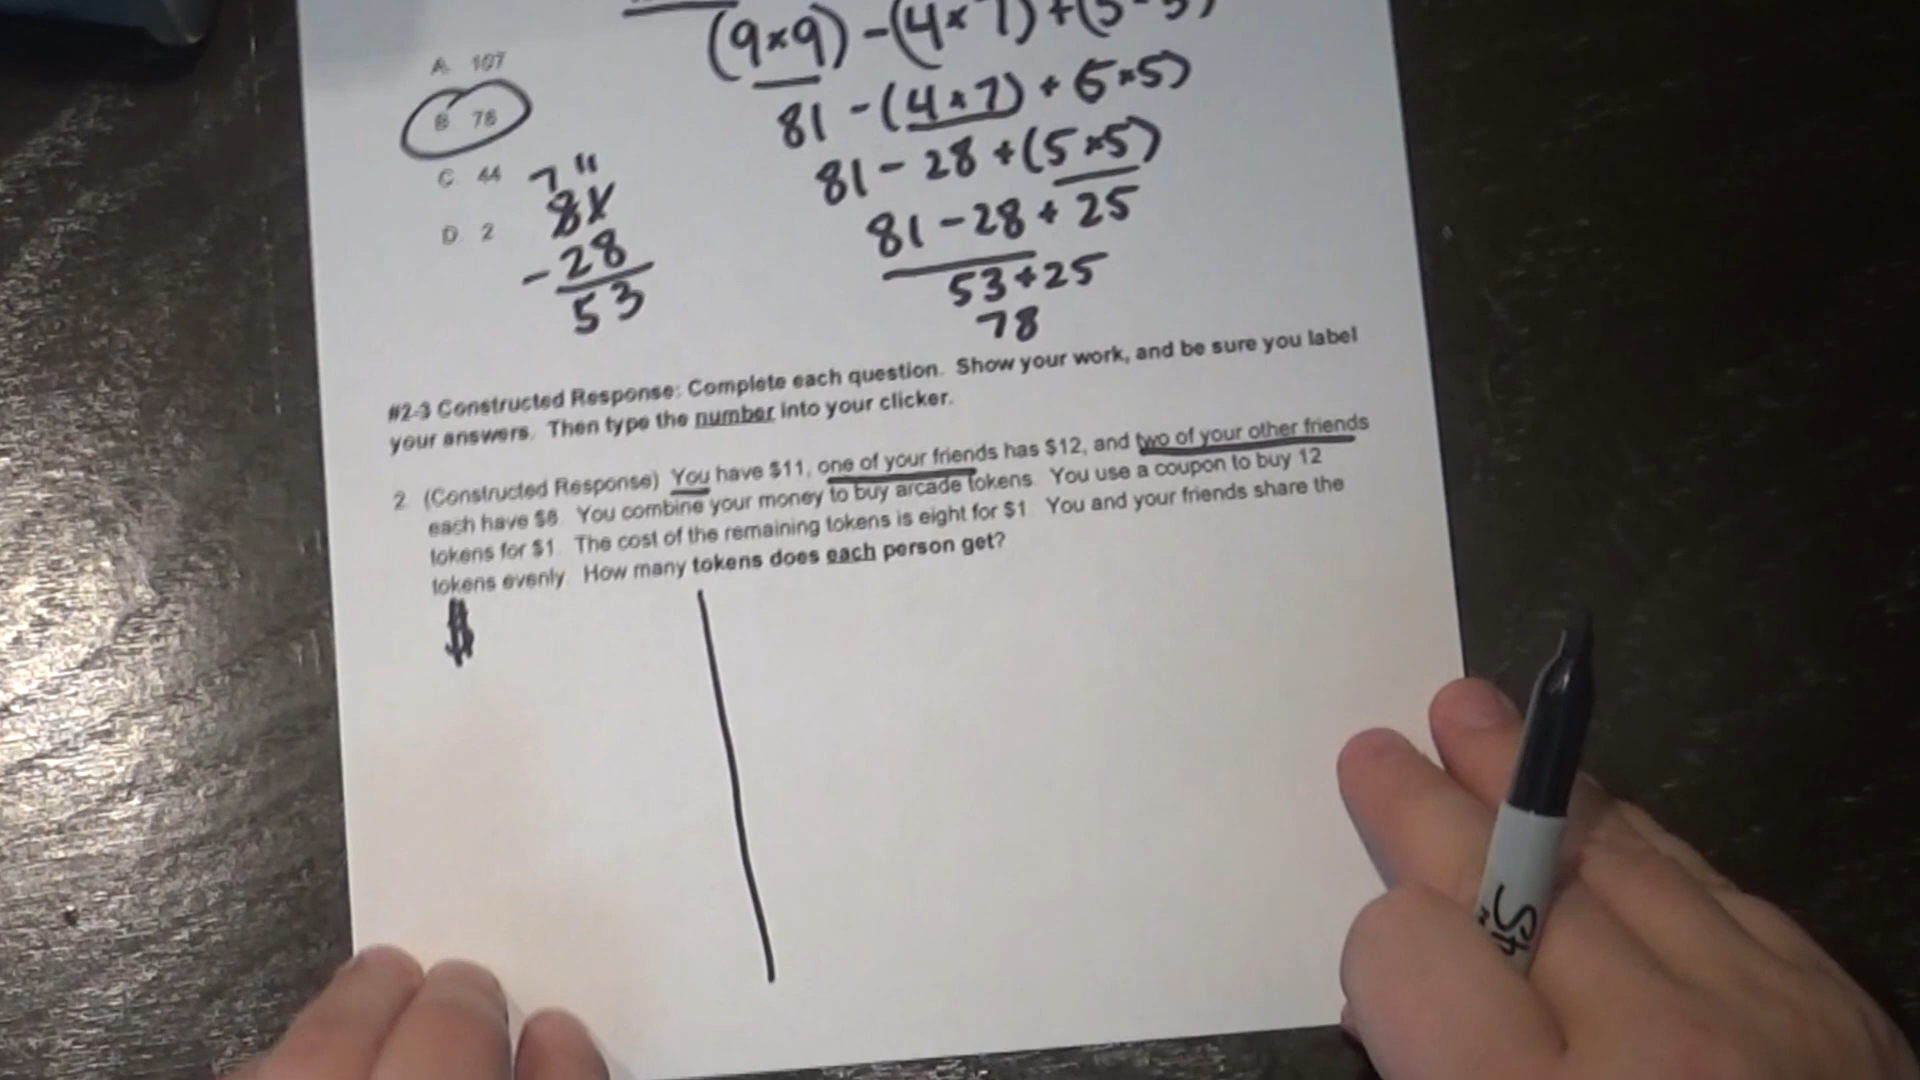 (9×9) -(4×7) +(5×5)
A. 107
81 -(4×7) + 5×5)
B 78
81 - 28 +(5×5)
C 44
7 11
81
81 - 28 + 25
D. 2
- 28
53
53+25
78
#2-3 Constructed Response: Complete each question. Show your work, and be sure you label
your answers. Then type the number into your clicker.
2. (Constructed Response) You have $11, one of your friends has $12, and two of your other friends
each have $8. You combine your money to buy arcade tokens. You use a coupon to buy 12
tokens for $1. The cost of the remaining tokens is eight for $1. You and your friends share the
tokens evenly. How many tokens does each person get?
$